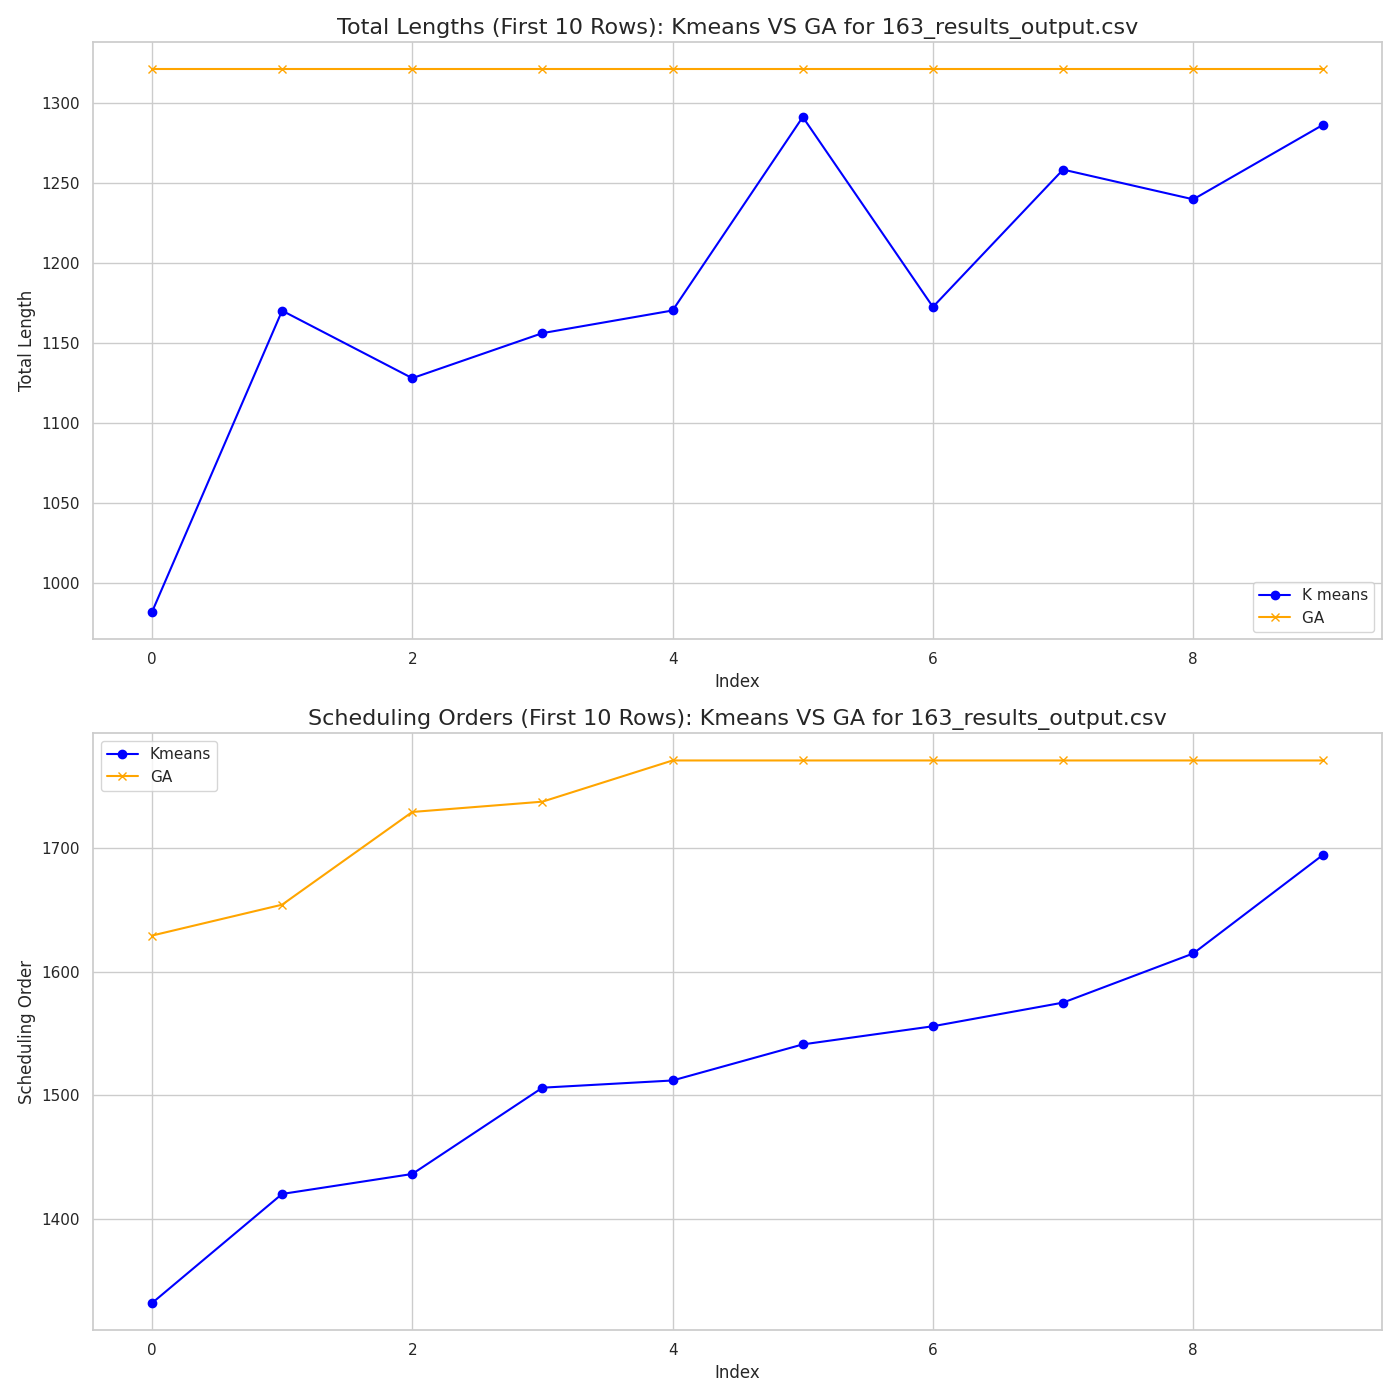 Total Lengths (First 10 Rows): Kmeans VS GA for 163_results_output.csv
1300
1250
1200
1150
1100
1050
1000
Total Length
K means
GA
0 2 4 6 8
Index
Scheduling Orders (First 10 Rows): Kmeans VS GA for 163_results_output.csv
Kmeans
GA
1700
1600
1500
1400
Scheduling Order
0 2 4 6 8
Index